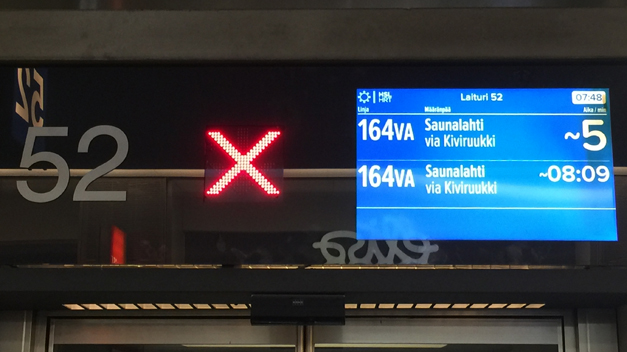 52
HSL
HRT
Laituri 52
07:48
Linja Määränpää Aika / min
164VA Saunalahti ~5
via Kiviruukki
164VA Saunalahti ~08:09
via Kiviruukki